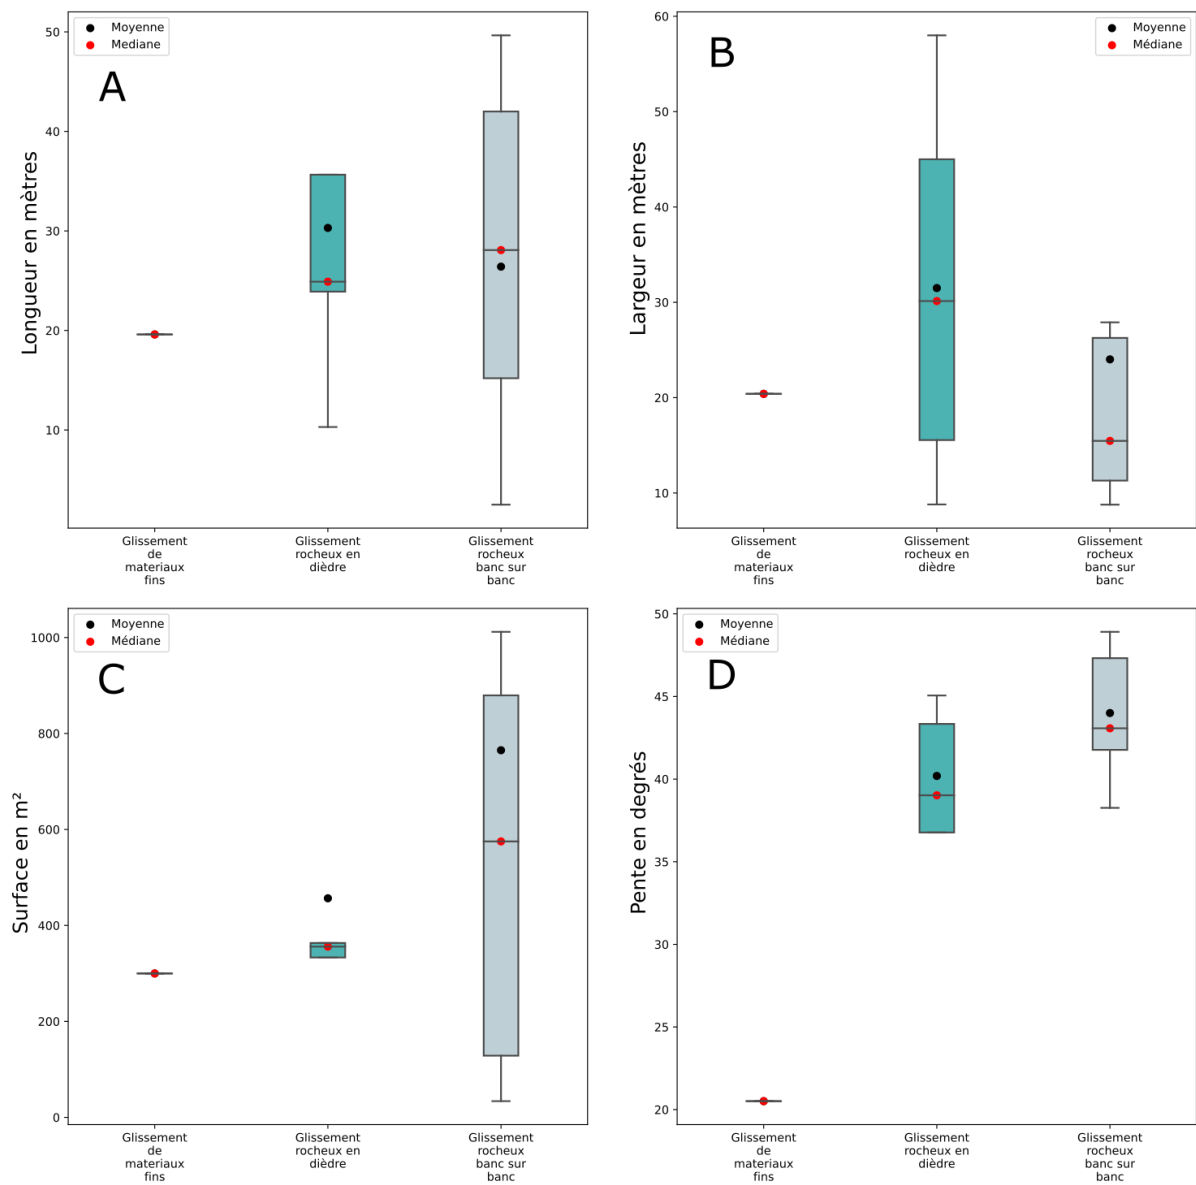 Moyenne
Mediane
A
Longueur en mètres
50
40
30
20
10
Glissement
de
materiaux
fins
Glissement
rocheux en
dièdre
Glissement
rocheux
banc sur
banc
Moyenne
Médiane
B
Largeur en mètres
60
50
40
30
20
10
Glissement
de
materiaux
fins
Glissement
rocheux en
dièdre
Glissement
rocheux
banc sur
banc
Moyenne
Médiane
C
Surface en m²
1000
800
600
400
200
0
Glissement
de
materiaux
fins
Glissement
rocheux en
dièdre
Glissement
rocheux
banc sur
banc
Moyenne
Médiane
D
Pente en degrés
50
45
40
35
30
25
20
Glissement
de
materiaux
fins
Glissement
rocheux en
dièdre
Glissement
rocheux
banc sur
banc